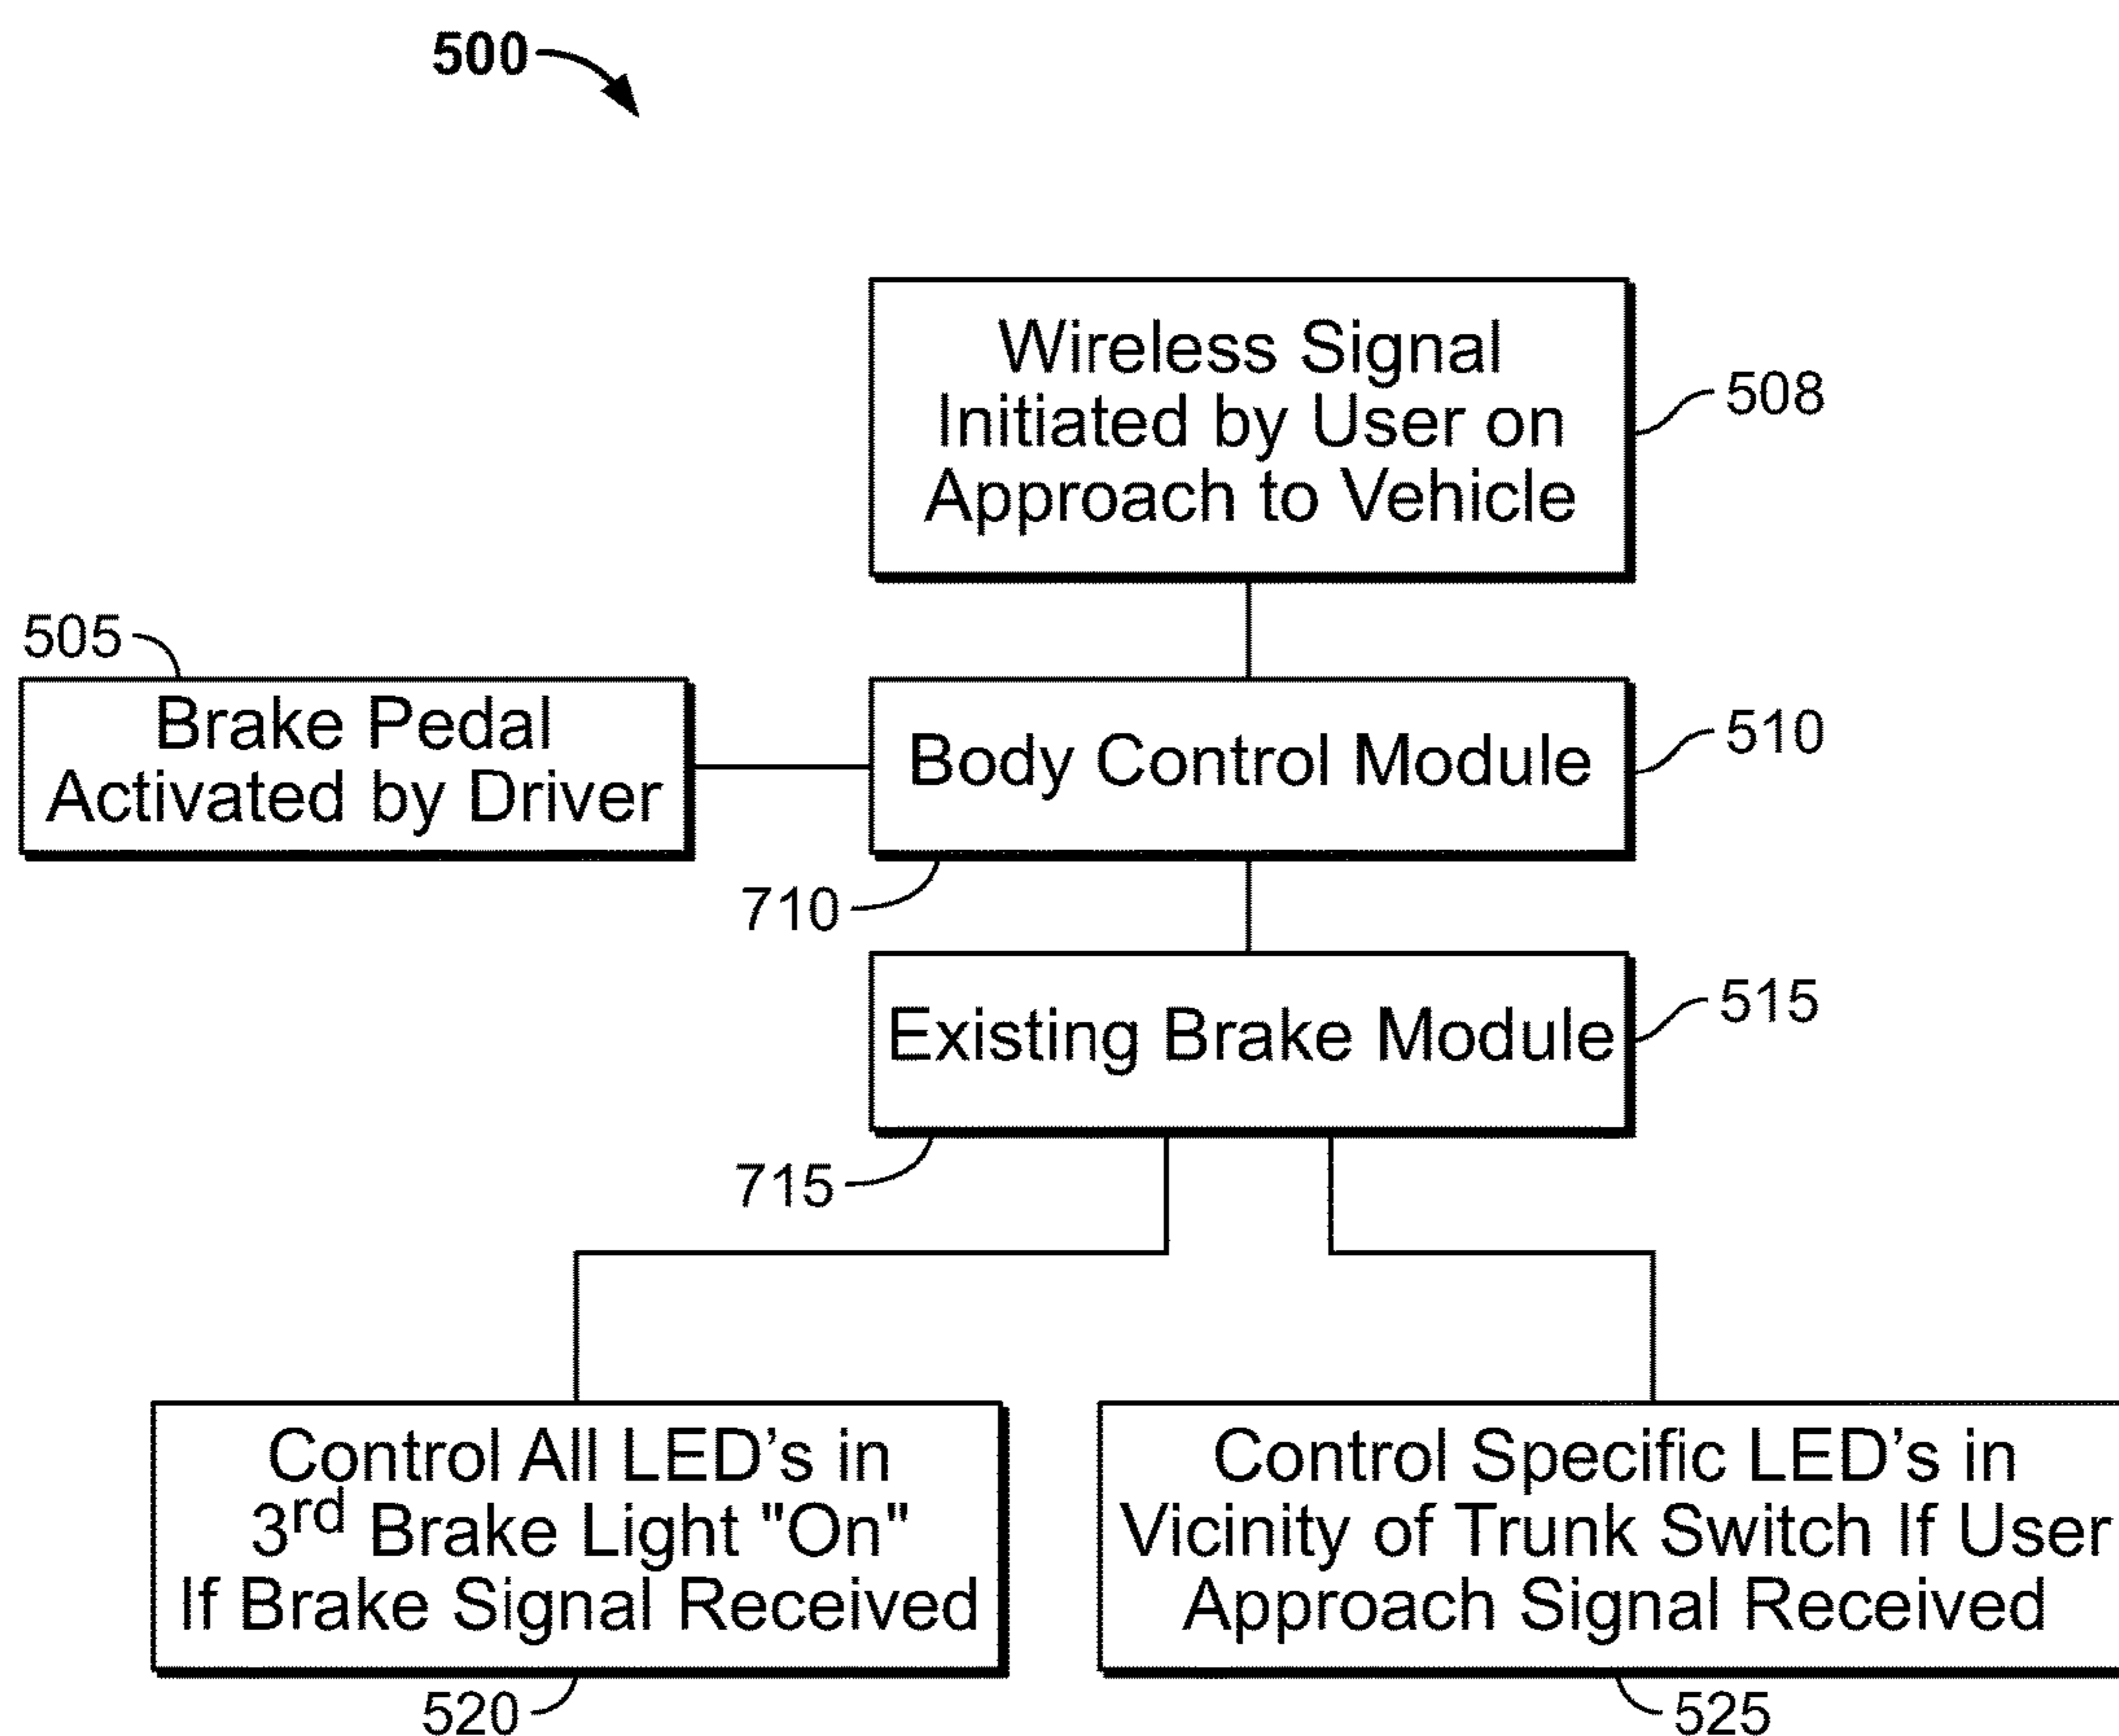 500
Wireless Signal
Initiated by User on
Approach to Vehicle
508
505
Brake Pedal
Activated by Driver
Body Control Module
510
710
Existing Brake Module
515
715
Control All LED’s in
3rd Brake Light "On"
If Brake Signal Received
520
Control Specific LED’s in
Vicinity of Trunk Switch If User
Approach Signal Received
525